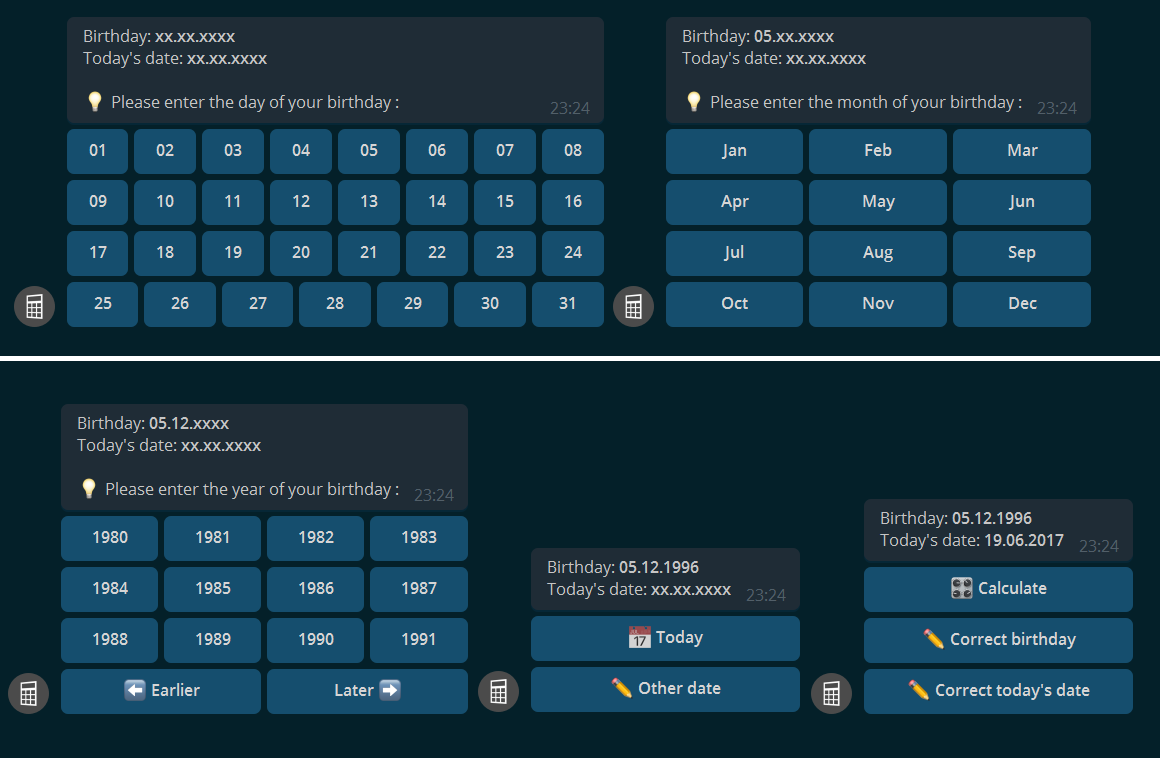 Birthday: xx.xx.xxxx
Today's date: xx.xx.xxxx
Please enter the day of your birthday :
23:24
01 02 03 04 05 06 07 08
09 10 11 12 13 14 15 16
17 18 19 20 21 22 23 24
25 26 27 28 29 30 31
Birthday: 05.xx.xxxx
Today's date: xx.xx.xxxx
Please enter the month of your birthday :
23:24
Jan Feb Mar
Apr May Jun
Jul Aug Sep
Oct Nov Dec
Birthday: 05.12.xxxx
Today's date: xx.xx.xxxx
Please enter the year of your birthday :
23:24
1980 1981 1982 1983
1984 1985 1986 1987
1988 1989 1990 1991
Earlier Later
Birthday: 05.12.1996
Today's date: xx.xx.xxxx
23:24
17 Today
Other date
Birthday: 05.12.1996
Today's date: 19.06.2017
23:24
Calculate
Correct birthday
Correct today's date